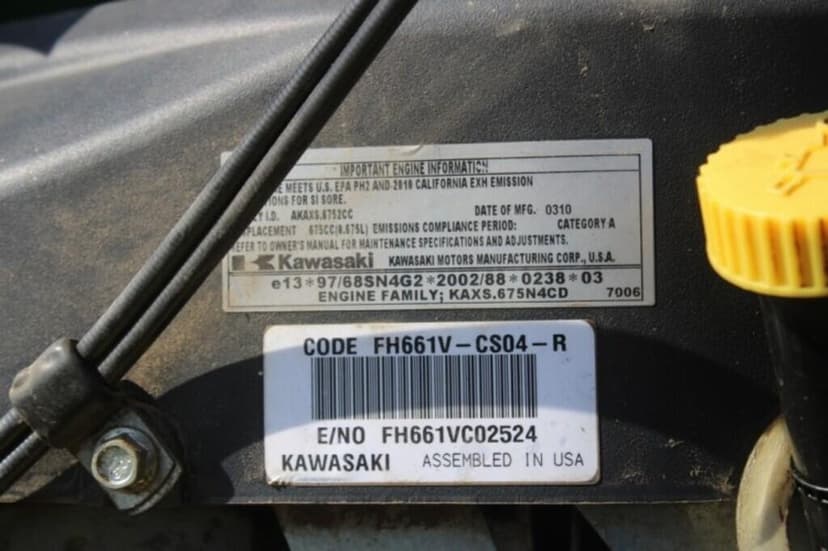 IMPORTANT ENGINE INFORMATION
MEETS U.S. EPA PH2 AND 2010 CALIFORNIA EXH EMISSION
FOR SI SORE.
I.D. AKAXS.6752CC DATE OF MFG. 0310
675CC(0.675L) EMISSIONS COMPLIANCE PERIOD: CATEGORY A
REFER TO OWNER'S MANUAL FOR MAINTENANCE SPECIFICATIONS AND ADJUSTMENTS.
Kawasaki KAWASAKI MOTORS MANUFACTURING CORP., U.S.A.
e13*97/68SN4G2*2002/88*0238*03
ENGINE FAMILY; KAXS.675N4CD 7006
CODE FH661V-CS04-R
E/NO FH661VC02524
KAWASAKI ASSEMBLED IN USA